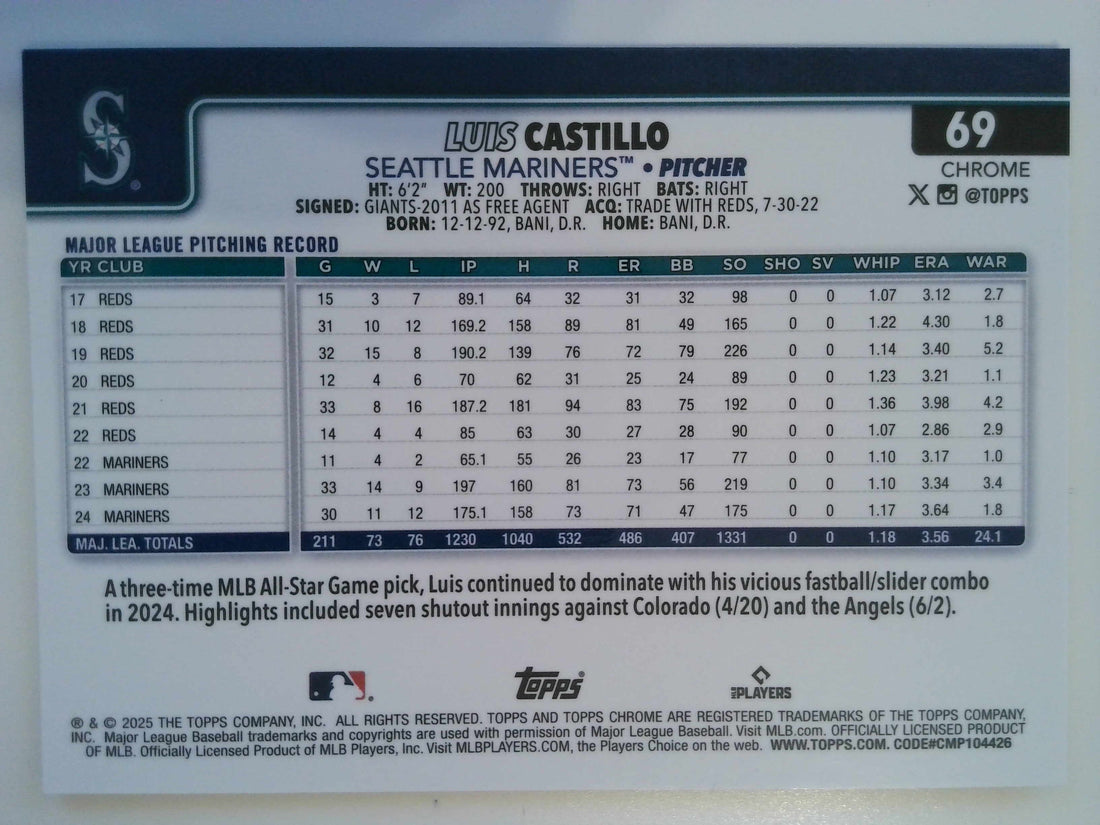 S
®
LUIS CASTILLO
69
SEATTLE MARINERS™ • PITCHER
CHROME
HT: 6'2" WT: 200 THROWS: RIGHT BATS: RIGHT
@TOPPS
SIGNED: GIANTS-2011 AS FREE AGENT ACQ: TRADE WITH REDS, 7-30-22
BORN: 12-12-92, BANI, D.R. HOME: BANI, D.R.
MAJOR LEAGUE PITCHING RECORD
YR CLUB G W L IP H R ER BB SO SHO SV WHIP ERA WAR
17 REDS 15 3 7 89.1 64 32 31 32 98 0 0 1.07 3.12 2.7
18 REDS 31 10 12 169.2 158 89 81 49 165 0 0 1.22 4.30 1.8
19 REDS 32 15 8 190.2 139 76 72 79 226 0 0 1.14 3.40 5.2
20 REDS 12 4 6 70 62 31 25 24 89 0 0 1.23 3.21 1.1
21 REDS 33 8 16 187.2 181 94 83 75 192 0 0 1.36 3.98 4.2
22 REDS 14 4 4 85 63 30 27 28 90 0 0 1.07 2.86 2.9
22 MARINERS 11 4 2 65.1 55 26 23 17 77 0 0 1.10 3.17 1.0
23 MARINERS 33 14 9 197 160 81 73 56 219 0 0 1.10 3.34 3.4
24 MARINERS 30 11 12 175.1 158 73 71 47 175 0 0 1.17 3.64 1.8
MAJ. LEA. TOTALS 211 73 76 1230 1040 532 486 407 1331 0 0 1.18 3.56 24.1
A three-time MLB All-Star Game pick, Luis continued to dominate with his vicious fastball/slider combo
in 2024. Highlights included seven shutout innings against Colorado (4/20) and the Angels (6/2).
Topps®
MLB PLAYERS
® & © 2025 THE TOPPS COMPANY, INC. ALL RIGHTS RESERVED. TOPPS AND TOPPS CHROME ARE REGISTERED TRADEMARKS OF THE TOPPS COMPANY,
INC. Major League Baseball trademarks and copyrights are used with permission of Major League Baseball. Visit MLB.com. OFFICIALLY LICENSED PRODUCT
OF MLB. Officially Licensed Product of MLB Players, Inc. Visit MLBPLAYERS.COM, the Players Choice on the web. WWW.TOPPS.COM. CODE#CMP104426